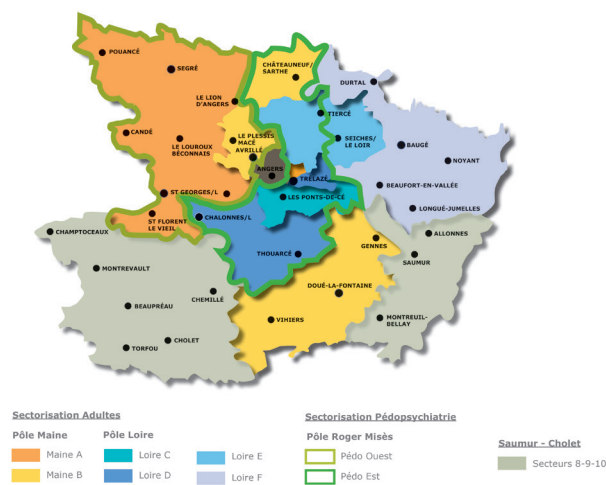 POUANCÉ
SEGRÉ
CHÂTEAUNEUF/
SARTHE
DURTAL
LE LION
D'ANGERS
TIERCÉ
CANDÉ
LE LOUROUX
BÉCONNAIS
LE PLESSIS
MACÉ
AVRILLÉ
SEICHES/
LE LOIR
BAUGÉ
NOYANT
ANGERS
TRÉLAZÉ
BEAUFORT-EN-VALLÉE
ST GEORGES/L
LES PONTS-DE-CÉ
LONGUÉ-JUMELLES
ST FLORENT
LE VIEIL
CHALONNES/L
CHAMPTOCEAUX
ALLONNES
GENNES
SAUMUR
THOUARCÉ
MONTREVAULT
CHEMILLÉ
DOUÉ-LA-FONTAINE
BEAUPRÉAU
VIHIERS
MONTREUIL-
BELLAY
CHOLET
TORFOU
Sectorisation Adultes
Pôle Maine
Pôle Loire
Maine A
Loire C
Loire E
Maine B
Loire D
Loire F
Sectorisation Pédopsychiatrie
Pôle Roger Misès
Pédo Ouest
Pédo Est
Saumur - Cholet
Secteurs 8-9-10